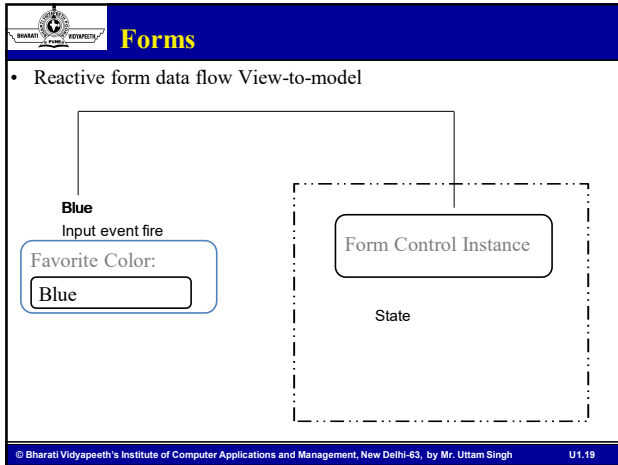 BHARATI
VIDYAPEETH
PUNE
Forms
• Reactive form data flow View-to-model
Blue
Input event fire
Favorite Color:
Blue
Form Control Instance
State
© Bharati Vidyapeeth's Institute of Computer Applications and Management, New Delhi-63, by Mr. Uttam Singh U1.19